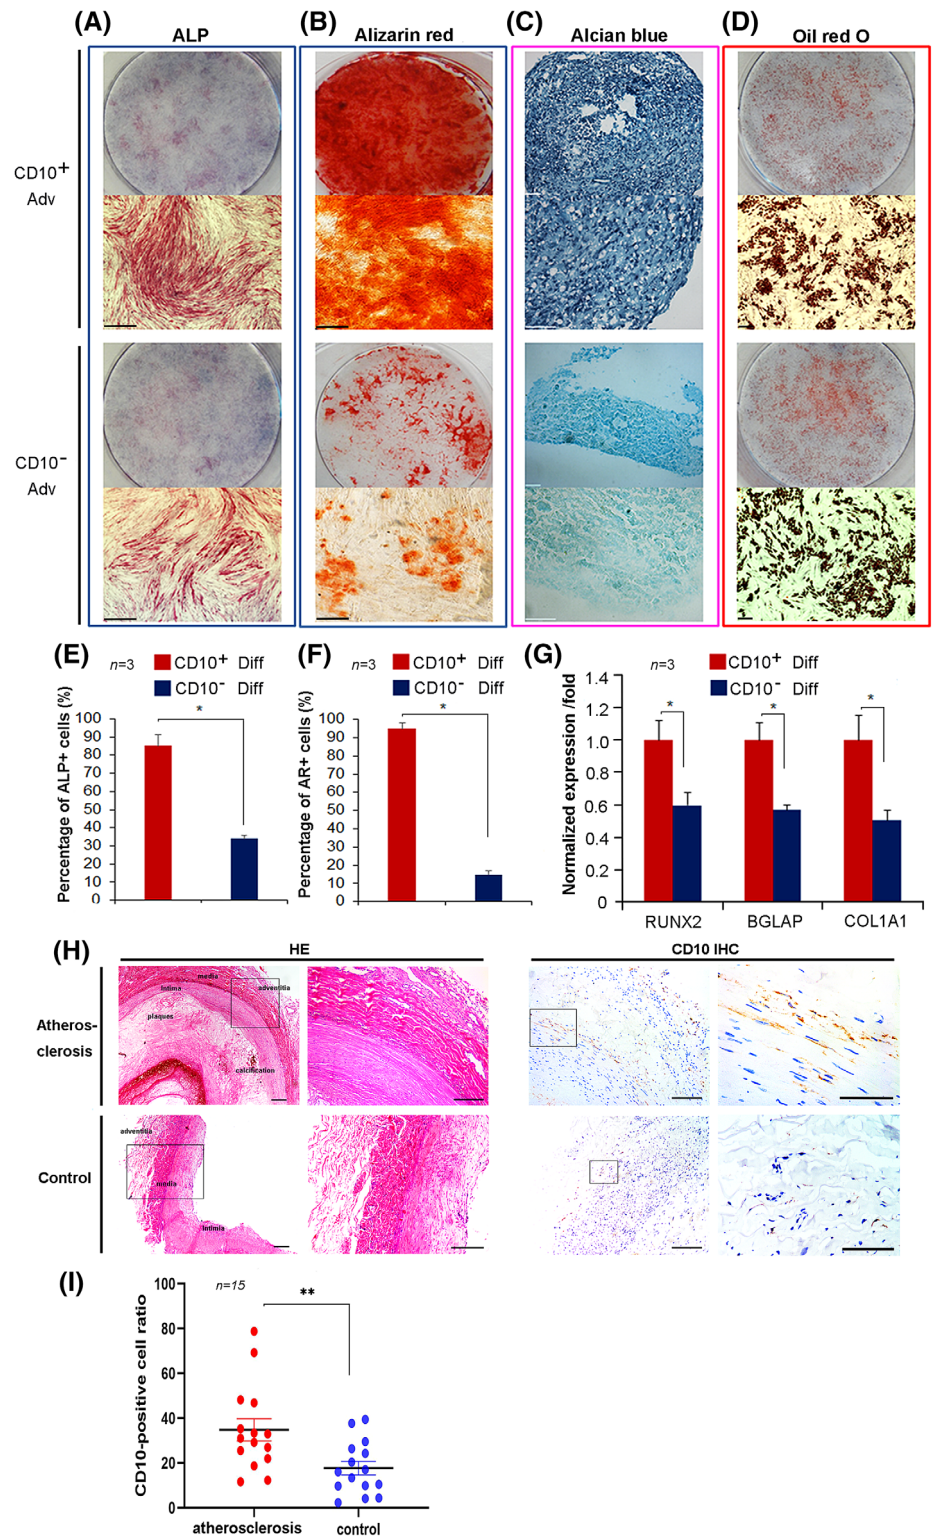 (A) (B) (C) (D)
ALP Alizarin red Alcian blue Oil red O
CD10+
Adv
CD10-
Adv
(E) n=3 CD10+ Diff
CD10- Diff
Percentage of ALP+ cells (%)
100
90
80
70
60
50
40
30
20
10
0
*
(F) n=3 CD10+ Diff
CD10- Diff
Percentage of AR+ cells (%)
100
90
80
70
60
50
40
30
20
10
0
*
(G) n=3 CD10+ Diff
CD10- Diff
Normalized expression /fold
1.4
1.2
1.0
0.8
0.6
0.4
0.2
0
* * *
RUNX2 BGLAP COL1A1
(H) HE CD10 IHC
Atheros-
clerosis
media
intima
adventitia
plaques
calcification
Control
adventitia
media
intimia
(I)
n=15
**
CD10-positive cell ratio
100
80
60
40
20
0
atherosclerosis control